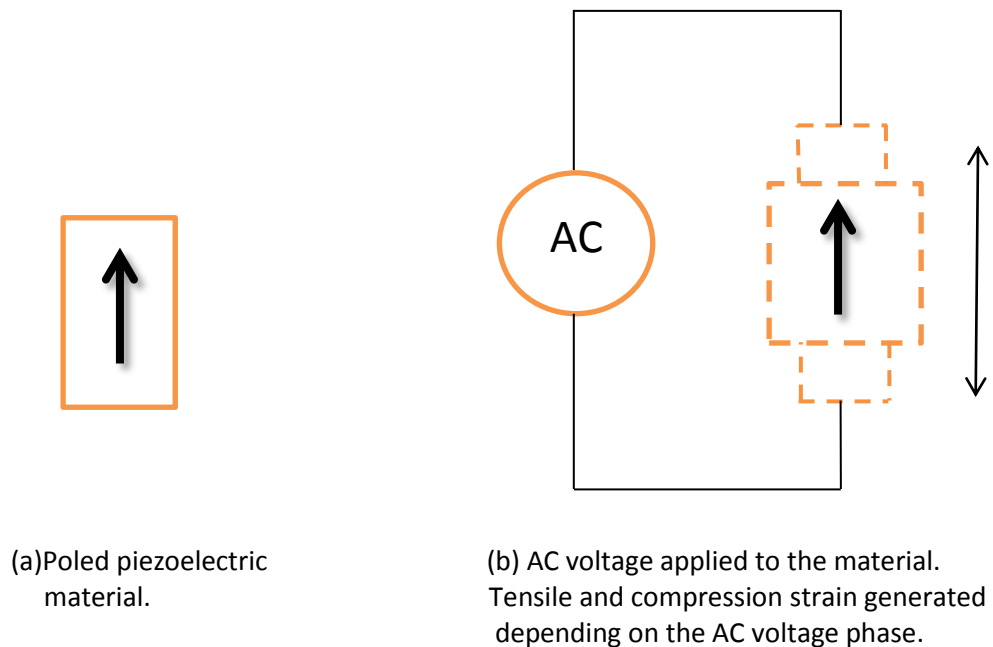 AC
(a)Poled piezoelectric
material.
(b) AC voltage applied to the material.
Tensile and compression strain generated
depending on the AC voltage phase.